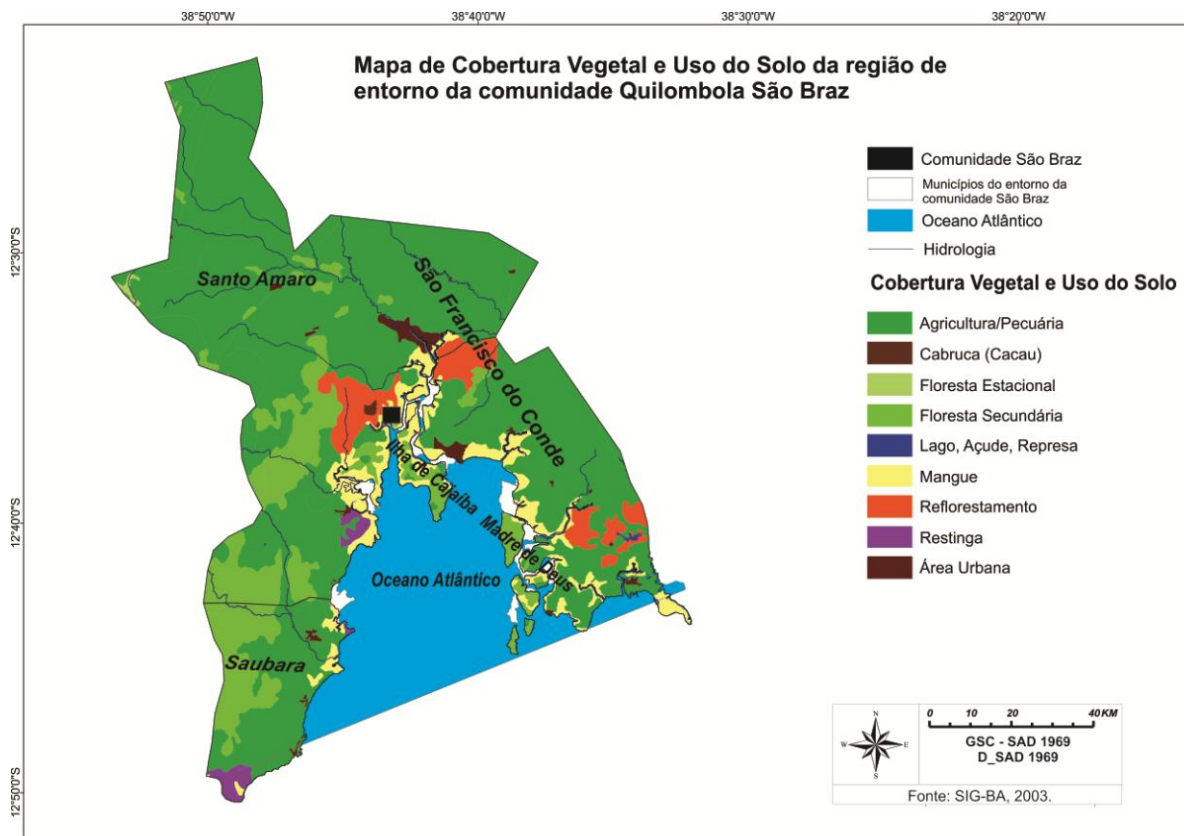 38°50'0"W
38°40'0"W
38°30'0"W
38°20'0"W
Mapa de Cobertura Vegetal e Uso do Solo da região de
entorno da comunidade Quilombola São Braz
Comunidade São Braz
Municípios do entorno da
comunidade São Braz
Oceano Atlântico
Hidrologia
Cobertura Vegetal e Uso do Solo
Agricultura/Pecuária
Cabruca (Cacau)
Floresta Estacional
Floresta Secundária
Lago, Açude, Represa
Mangue
Reflorestamento
Restinga
Área Urbana
12°30'0"S
12°40'0"S
12°50'0"S
Santo Amaro
São Francisco do Conde
Ilha de Cajaíba
Madre de Deus
Oceano Atlântico
Saubara
N
W
E
S
0 10 20 40 KM
GSC - SAD 1969
D_SAD 1969
Fonte: SIG-BA, 2003.